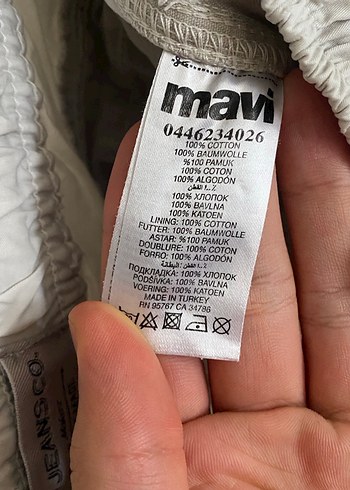 mavi
0446234026
100% COTTON
100% BAUMWOLLE
%100 PAMUK
100% COTON
100% ALGODÓN
100% ХЛОПОК
100% BAVLNA
100% KATOEN
LINING: 100% COTTON
FUTTER: 100% BAUMWOLLE
ASTAR: %100 PAMUK
DOUBLURE: 100% COTON
FORRO: 100% ALGODÓN
ПОДКЛАДКА: 100% ХЛОПОК
PODŠÍVKA: 100% BAVLNA
VOERING: 100% KATOEN
MADE IN TURKEY
RN 95767 CA 34786
JEANSCO.